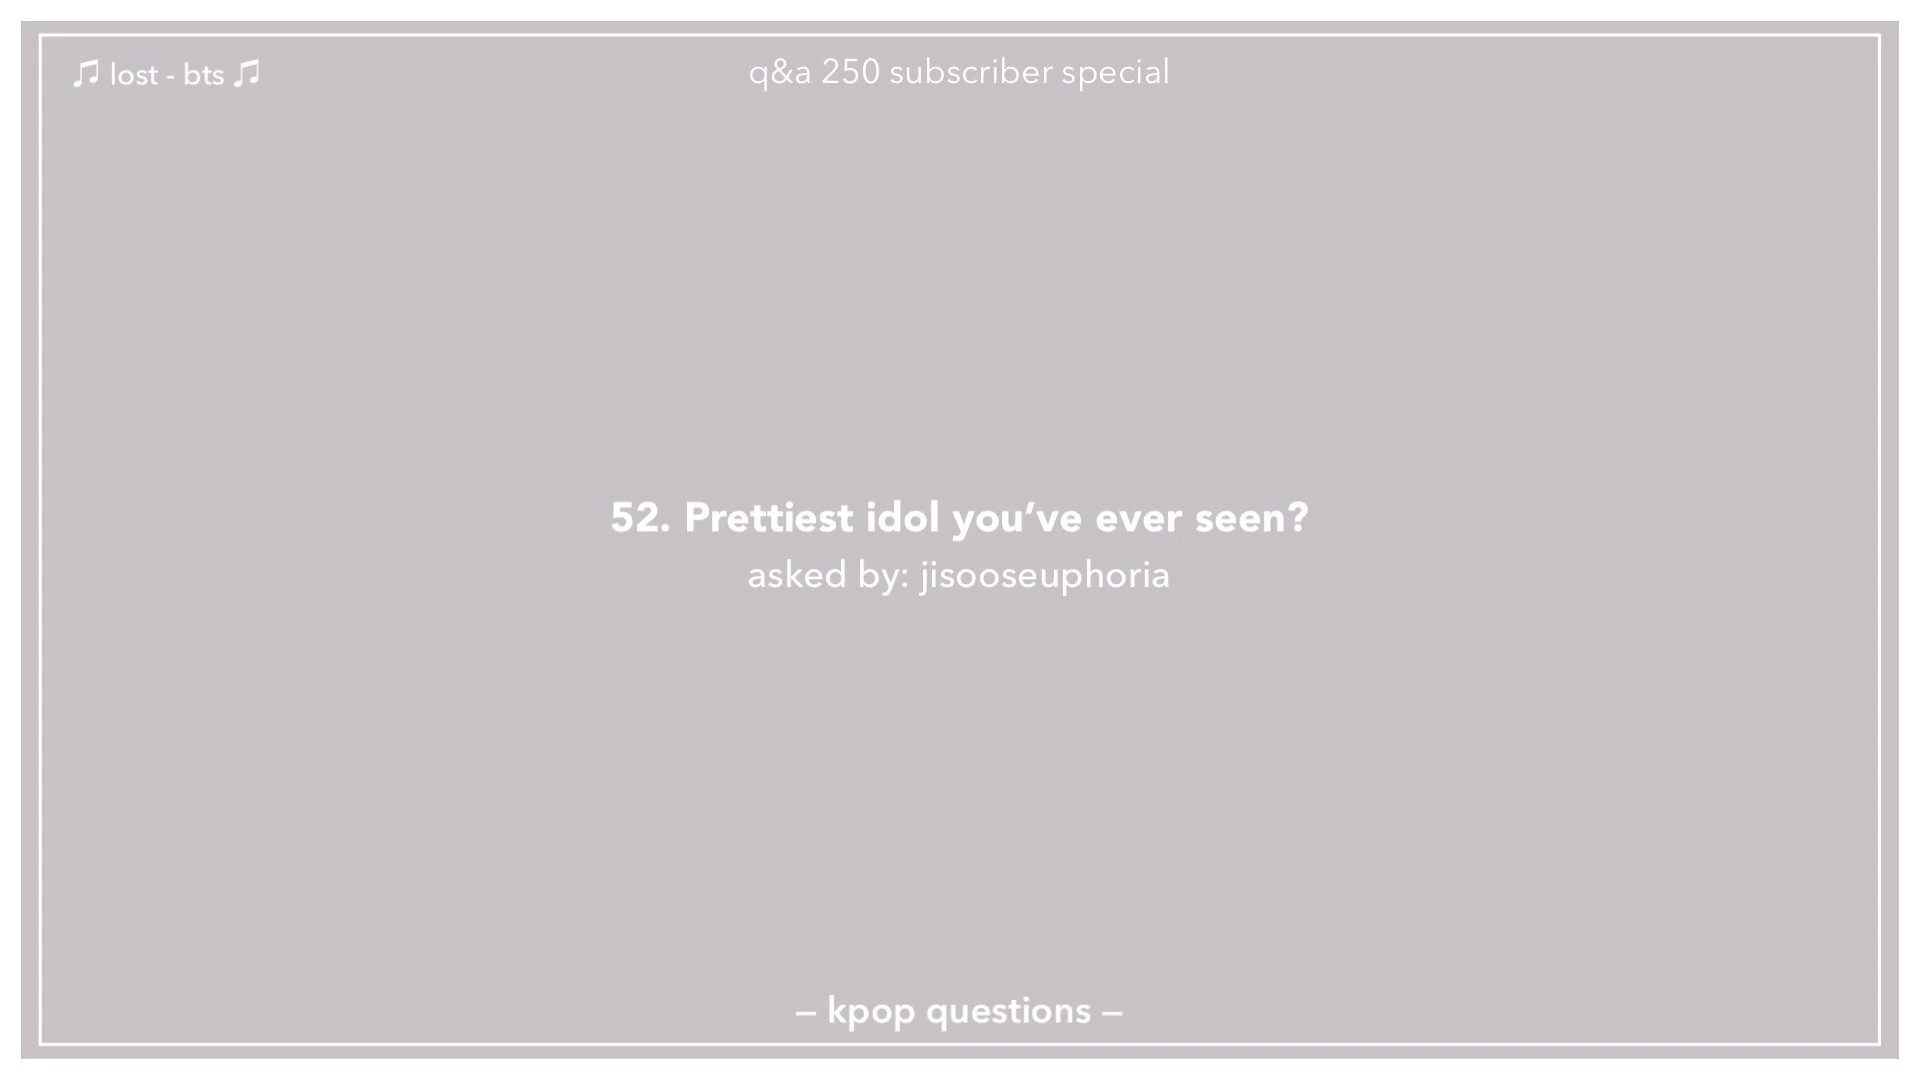 ♫ lost - bts ♫
q&a 250 subscriber special
52. Prettiest idol you’ve ever seen?
asked by: jisooseuphoria
– kpop questions –